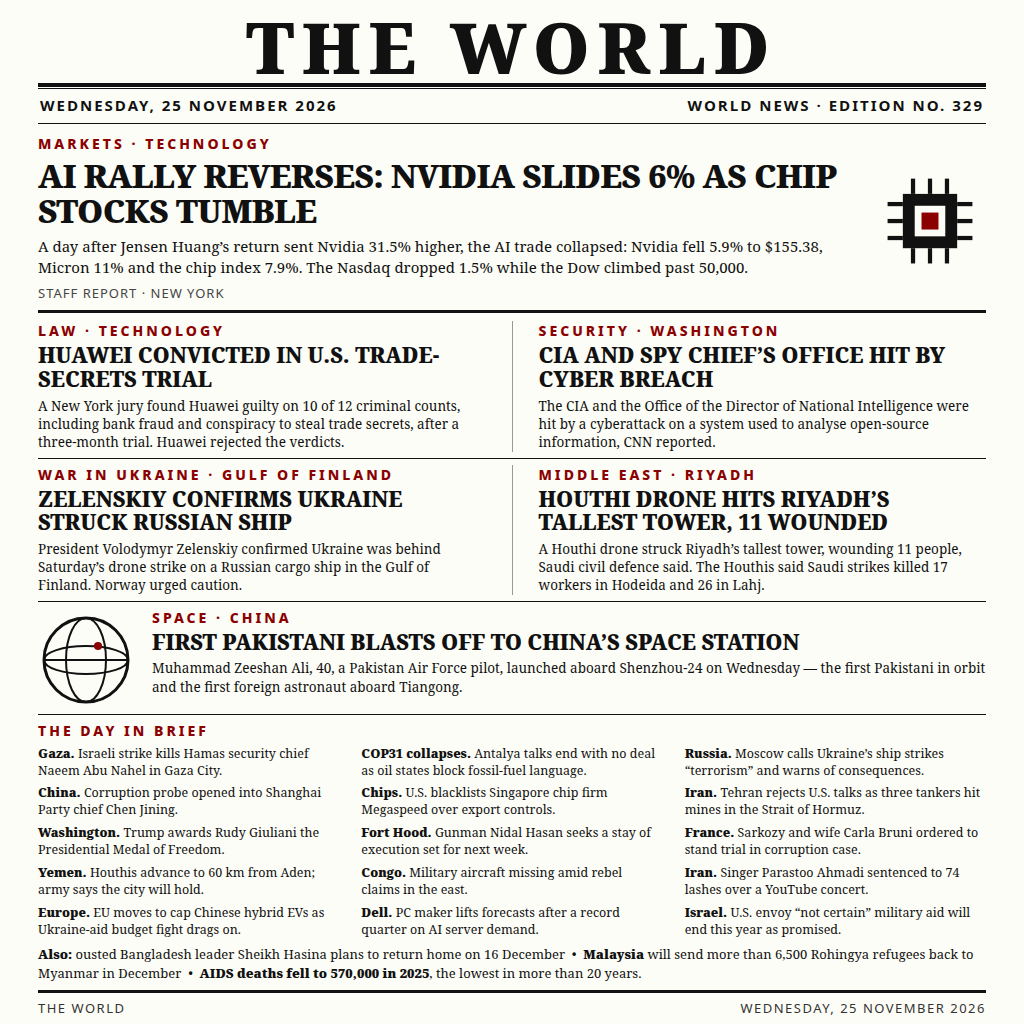 THE WORLD
WEDNESDAY, 25 NOVEMBER 2026
WORLD NEWS · EDITION NO. 329
MARKETS · TECHNOLOGY
AI RALLY REVERSES: NVIDIA SLIDES 6% AS CHIP
STOCKS TUMBLE
A day after Jensen Huang’s return sent Nvidia 31.5% higher, the AI trade collapsed: Nvidia fell 5.9% to $155.38,
Micron 11% and the chip index 7.9%. The Nasdaq dropped 1.5% while the Dow climbed past 50,000.
STAFF REPORT · NEW YORK
LAW · TECHNOLOGY
HUAWEI CONVICTED IN U.S. TRADE-
SECRETS TRIAL
A New York jury found Huawei guilty on 10 of 12 criminal counts,
including bank fraud and conspiracy to steal trade secrets, after a
three-month trial. Huawei rejected the verdicts.
SECURITY · WASHINGTON
CIA AND SPY CHIEF’S OFFICE HIT BY
CYBER BREACH
The CIA and the Office of the Director of National Intelligence were
hit by a cyberattack on a system used to analyse open-source
information, CNN reported.
WAR IN UKRAINE · GULF OF FINLAND
ZELENSKIY CONFIRMS UKRAINE
STRUCK RUSSIAN SHIP
President Volodymyr Zelenskiy confirmed Ukraine was behind
Saturday’s drone strike on a Russian cargo ship in the Gulf of
Finland. Norway urged caution.
MIDDLE EAST · RIYADH
HOUTHI DRONE HITS RIYADH’S
TALLEST TOWER, 11 WOUNDED
A Houthi drone struck Riyadh’s tallest tower, wounding 11 people,
Saudi civil defence said. The Houthis said Saudi strikes killed 17
workers in Hodeida and 26 in Lahj.
SPACE · CHINA
FIRST PAKISTANI BLASTS OFF TO CHINA’S SPACE STATION
Muhammad Zeeshan Ali, 40, a Pakistan Air Force pilot, launched aboard Shenzhou-24 on Wednesday — the first Pakistani in orbit
and the first foreign astronaut aboard Tiangong.
THE DAY IN BRIEF
Gaza. Israeli strike kills Hamas security chief
Naeem Abu Nahel in Gaza City.
China. Corruption probe opened into Shanghai
Party chief Chen Jining.
Washington. Trump awards Rudy Giuliani the
Presidential Medal of Freedom.
Yemen. Houthis advance to 60 km from Aden;
army says the city will hold.
Europe. EU moves to cap Chinese hybrid EVs as
Ukraine-aid budget fight drags on.
COP31 collapses. Antalya talks end with no deal
as oil states block fossil-fuel language.
Chips. U.S. blacklists Singapore chip firm
Megaspeed over export controls.
Fort Hood. Gunman Nidal Hasan seeks a stay of
execution set for next week.
Congo. Military aircraft missing amid rebel
claims in the east.
Dell. PC maker lifts forecasts after a record
quarter on AI server demand.
Russia. Moscow calls Ukraine’s ship strikes
“terrorism” and warns of consequences.
Iran. Tehran rejects U.S. talks as three tankers hit
mines in the Strait of Hormuz.
France. Sarkozy and wife Carla Bruni ordered to
stand trial in corruption case.
Iran. Singer Parastoo Ahmadi sentenced to 74
lashes over a YouTube concert.
Israel. U.S. envoy “not certain” military aid will
end this year as promised.
Also: ousted Bangladesh leader Sheikh Hasina plans to return home on 16 December • Malaysia will send more than 6,500 Rohingya refugees back to
Myanmar in December • AIDS deaths fell to 570,000 in 2025, the lowest in more than 20 years.
THE WORLD
WEDNESDAY, 25 NOVEMBER 2026